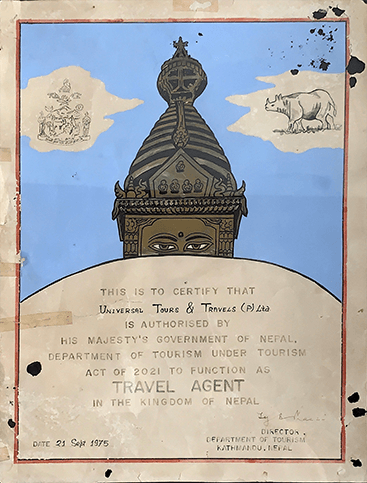 THIS IS TO CERTIFY THAT
UNIVERSAL TOURS & TRAVELS (P) Ltd
IS AUTHORISED BY
HIS MAJESTY'S GOVERNMENT OF NEPAL,
DEPARTMENT OF TOURISM UNDER TOURISM
ACT OF 2021 TO FUNCTION AS
TRAVEL AGENT
IN THE KINGDOM OF NEPAL
DIRECTOR
DEPARTMENT OF TOURISM
KATHMANDU, NEPAL
DATE 21 Sept 1975